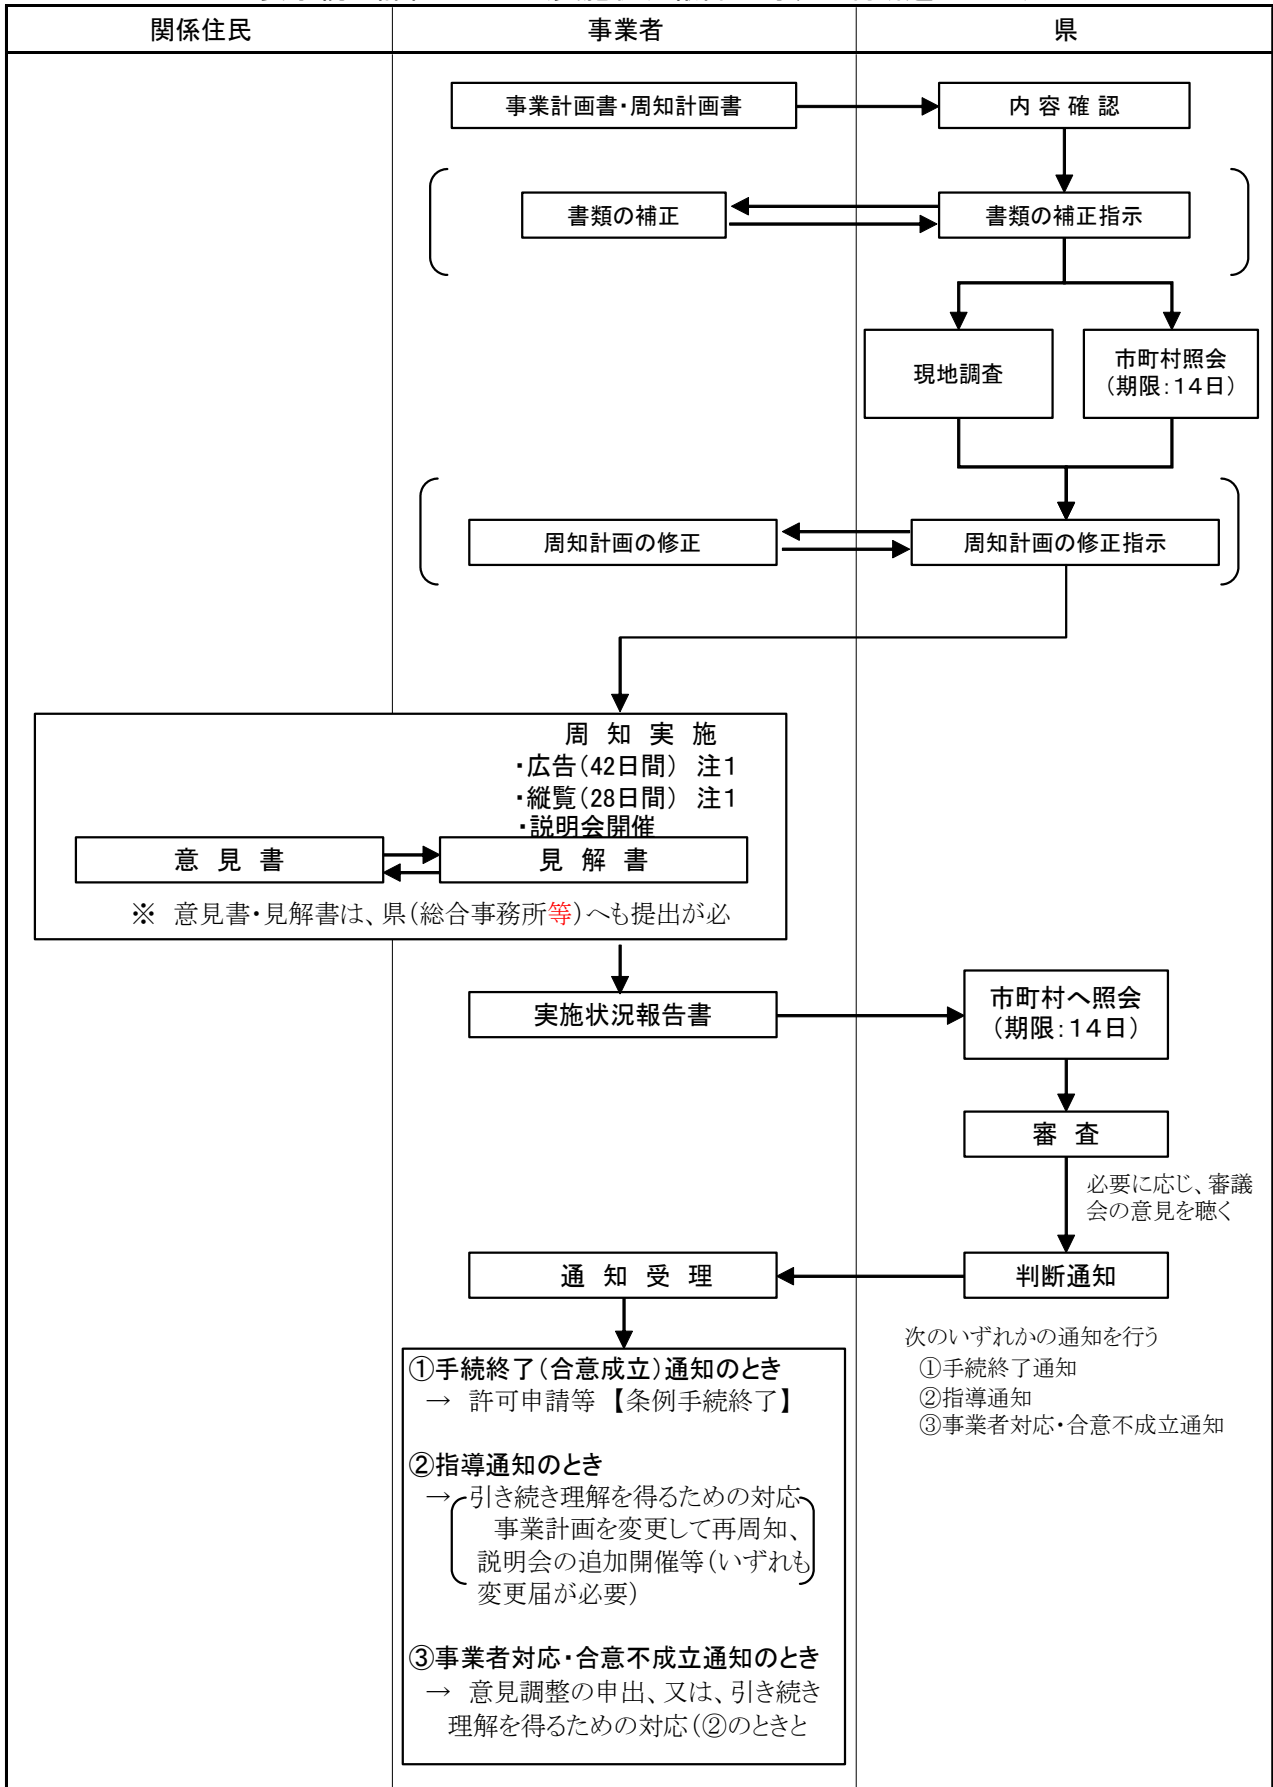 関係住民
事業者
県
事業計画書・周知計画書
内容確認
書類の補正
書類の補正指示
現地調査
市町村照会
(期限:14日)
周知計画の修正
周知計画の修正指示
周知実施
・広告(42日間) 注1
・縦覧(28日間) 注1
・説明会開催
意見書
見解書
※ 意見書・見解書は、県(総合事務所等)へも提出が必
実施状況報告書
市町村へ照会
(期限:14日)
審査
必要に応じ、審議
会の意見を聴く
通知受理
判断通知
次のいずれかの通知を行う
①手続終了通知
②指導通知
③事業者対応・合意不成立通知
①手続終了(合意成立)通知のとき
→ 許可申請等 【条例手続終了】
②指導通知のとき
→ 引き続き理解を得るための対応
事業計画を変更して再周知、
説明会の追加開催等(いずれも
変更届が必要)
③事業者対応・合意不成立通知のとき
→ 意見調整の申出、又は、引き続き
理解を得るための対応(②のときと